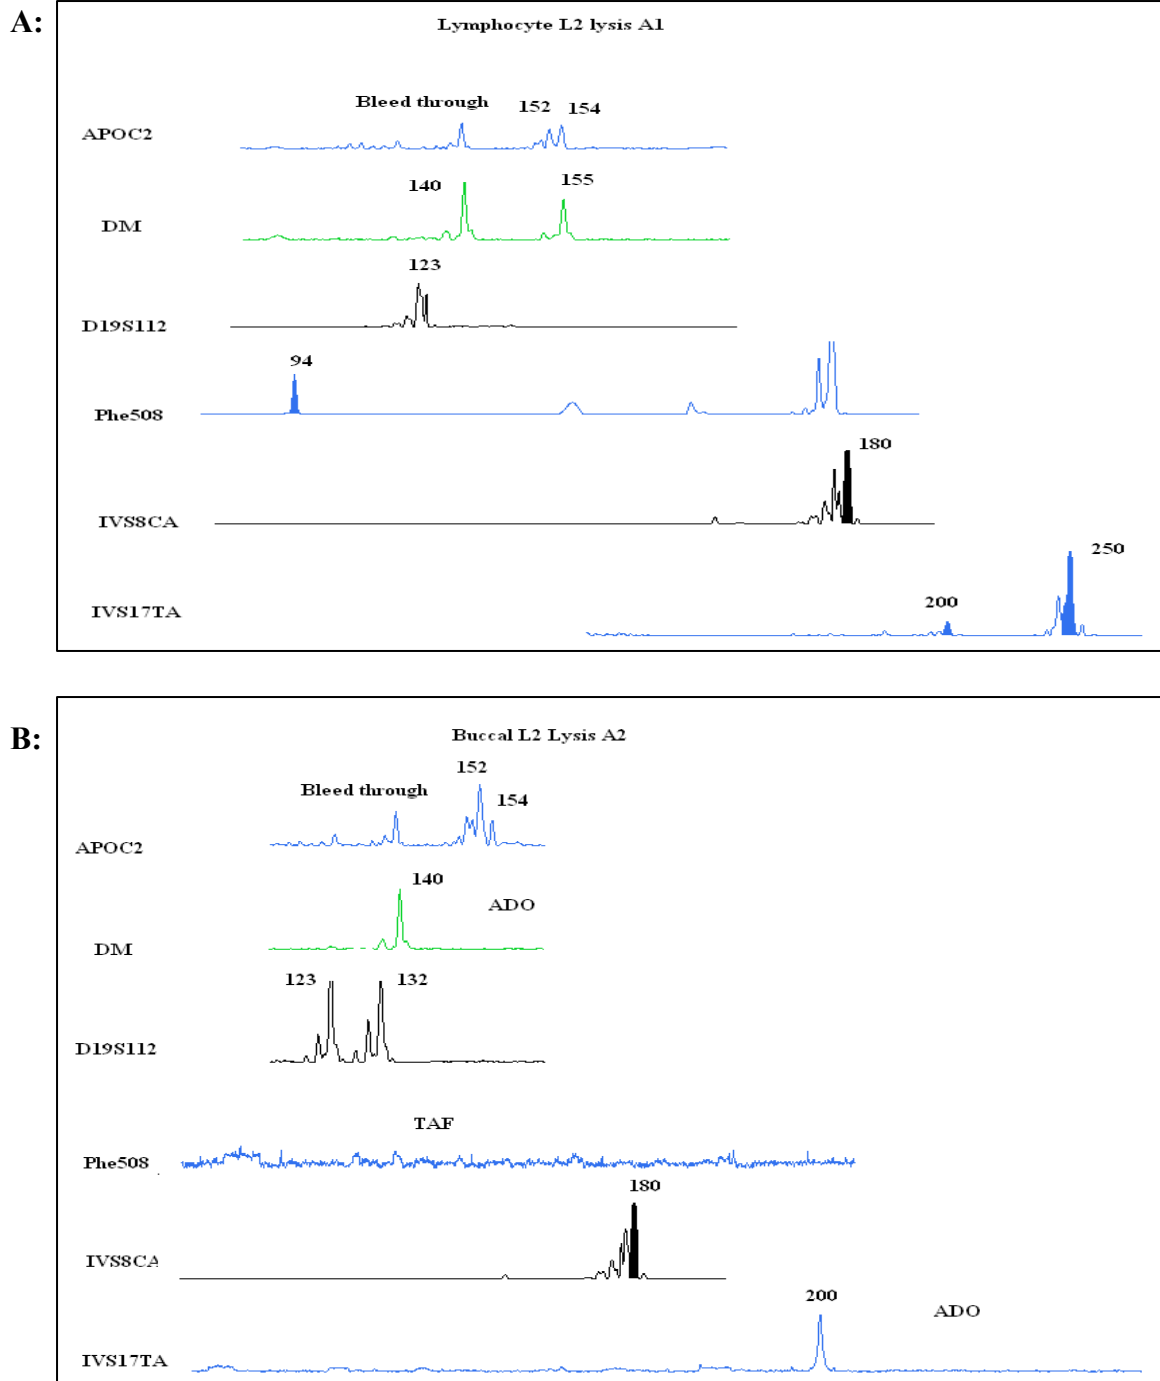 A:
Lymphocyte L2 lysis A1
Bleed through 152 154
APOC2
140 155
DM
123
D19S112
94
Phe508
180
IVS8CA
250
200
IVS17TA
B:
Buccal L2 Lysis A2
152
Bleed through 154
APOC2
140
ADO
DM
123 132
D19S112
TAF
Phe508
180
IVS8CA
200
ADO
IVS17TA